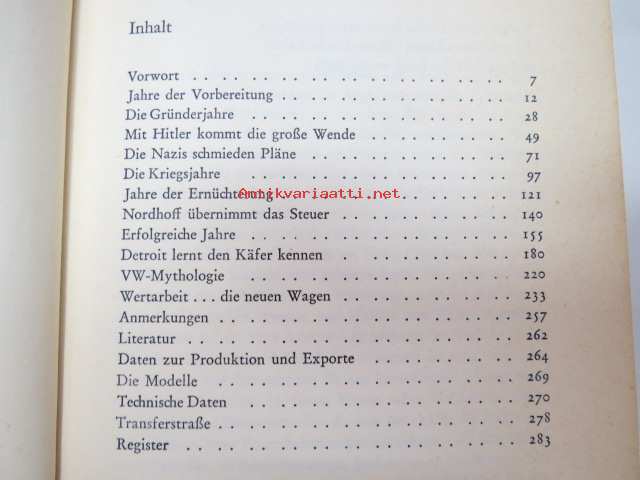 Inhalt
Vorwort . . . . . . . . . . . . . . . . . . 7
Jahre der Vorbereitung . . . . . . . . . . . . . 12
Die Gründerjahre . . . . . . . . . . . . . . . 28
Mit Hitler kommt die große Wende . . . . . . . . 49
Die Nazis schmieden Pläne . . . . . . . . . . . 71
Die Kriegsjahre . . . . . . . . . . . . . . . . 97
Jahre der Ernüchterung . . . . . . . . . . . . . 121
Antikvariaatti.net
Nordhoff übernimmt das Steuer . . . . . . . . . 140
Erfolgreiche Jahre . . . . . . . . . . . . . . . 155
Detroit lernt den Käfer kennen . . . . . . . . . . 180
VW-Mythologie . . . . . . . . . . . . . . 220
Wertarbeit ... die neuen Wagen . . . . . . . . . 233
Anmerkungen . . . . . . . . . . . . . . . . 257
Literatur . . . . . . . . . . . . . . . . . . 262
Daten zur Produktion und Exporte . . . . . . . . 264
Die Modelle . . . . . . . . . . . . . . . . 269
Technische Daten . . . . . . . . . . . . . . . 270
Transferstraße . . . . . . . . . . . . . . . . 278
Register . . . . . . . . . . . . . . . . . . 283